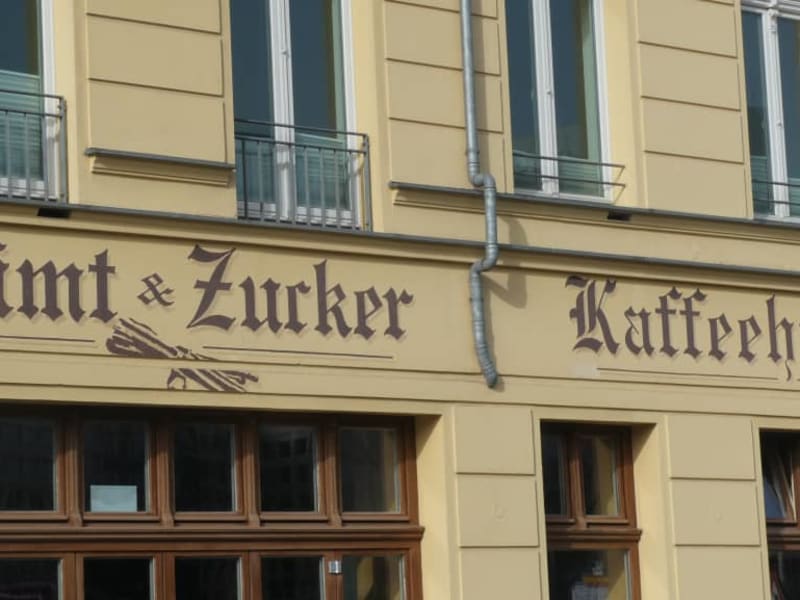 imt & Zucker Kaffeeh